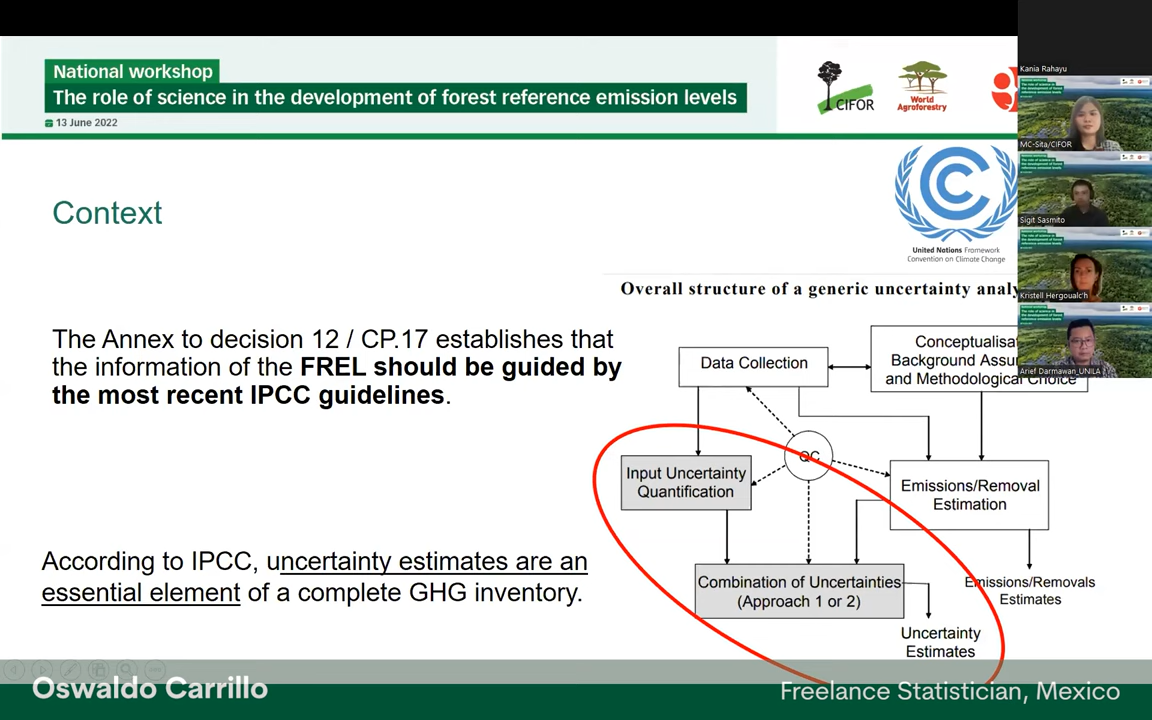 National workshop
The role of science in the development of forest reference emission levels
13 June 2022
CIFOR
World
Agroforestry
Kania Rahayu
MC-Sita/CIFOR
Sigit Sasmito
Kristell Hergoualc'h
Arief Darmawan_UNILA
Context
United Nations Framework
Convention on Climate Change
Overall structure of a generic uncertainty analy
The Annex to decision 12 / CP.17 establishes that
the information of the FREL should be guided by
the most recent IPCC guidelines.
According to IPCC, uncertainty estimates are an
essential element of a complete GHG inventory.
Data Collection
Conceptualisa
Background Assu
and Methodological Choice
QC
Input Uncertainty
Quantification
Emissions/Removal
Estimation
Combination of Uncertainties
(Approach 1 or 2)
Emissions/Removals
Estimates
Uncertainty
Estimates
Oswaldo Carrillo
Freelance Statistician, Mexico